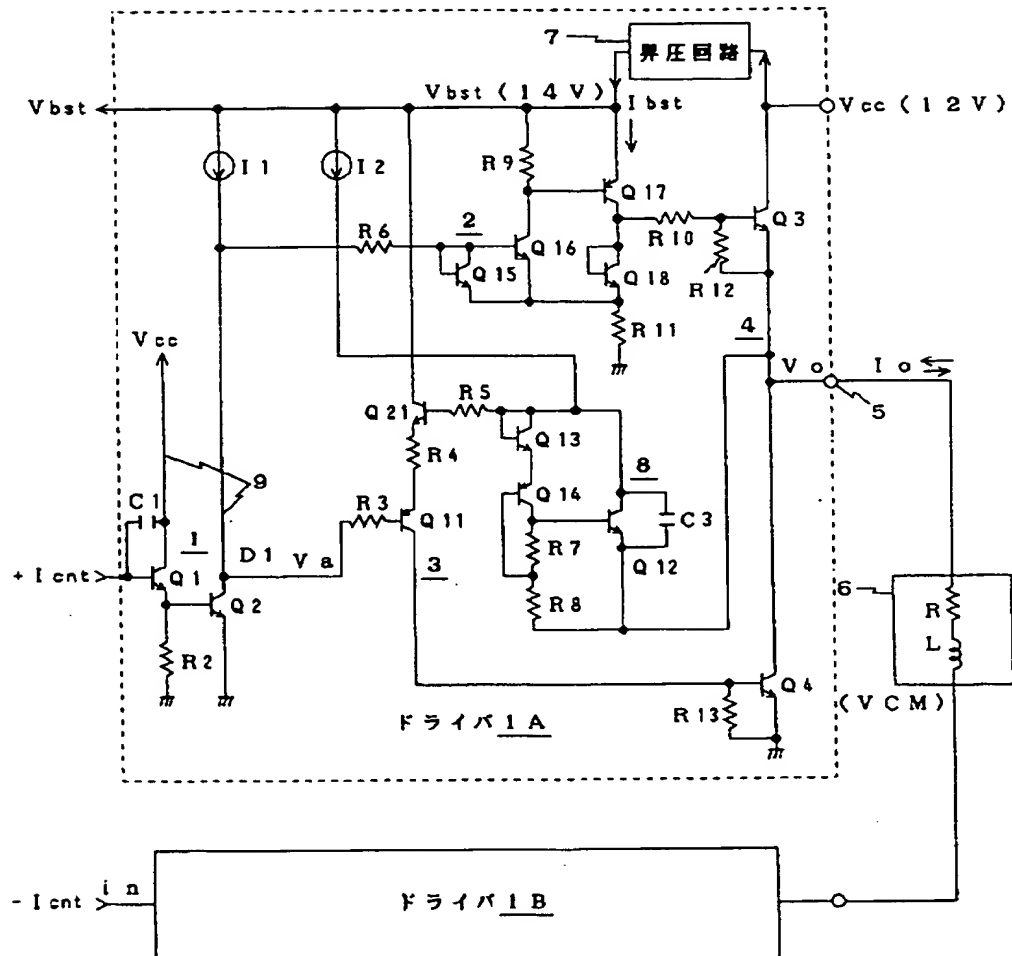 7
昇圧回路
Vbst
Vbst(14V)
Ibst
Vcc(12V)
I1
I2
R9
Q17
Q3
R6
2
Q16
R10
Q15
Q18
R12
R11
4
Vcc
Vo
Io
5
R5
Q21
Q13
R4
8
9
Q14
C1
R3
Q11
C3
1
D1
Va
R7
Q12
+Icnt
Q1
3
6
R
Q2
R8
L
R2
Q4
R13
(VCM)
ドライバ1A
-Icnt
in
ドライバ1B